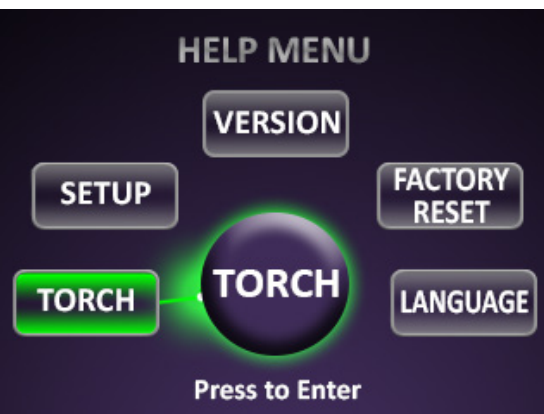 HELP MENU
VERSION
SETUP
FACTORY
RESET
TORCH
TORCH
LANGUAGE
Press to Enter